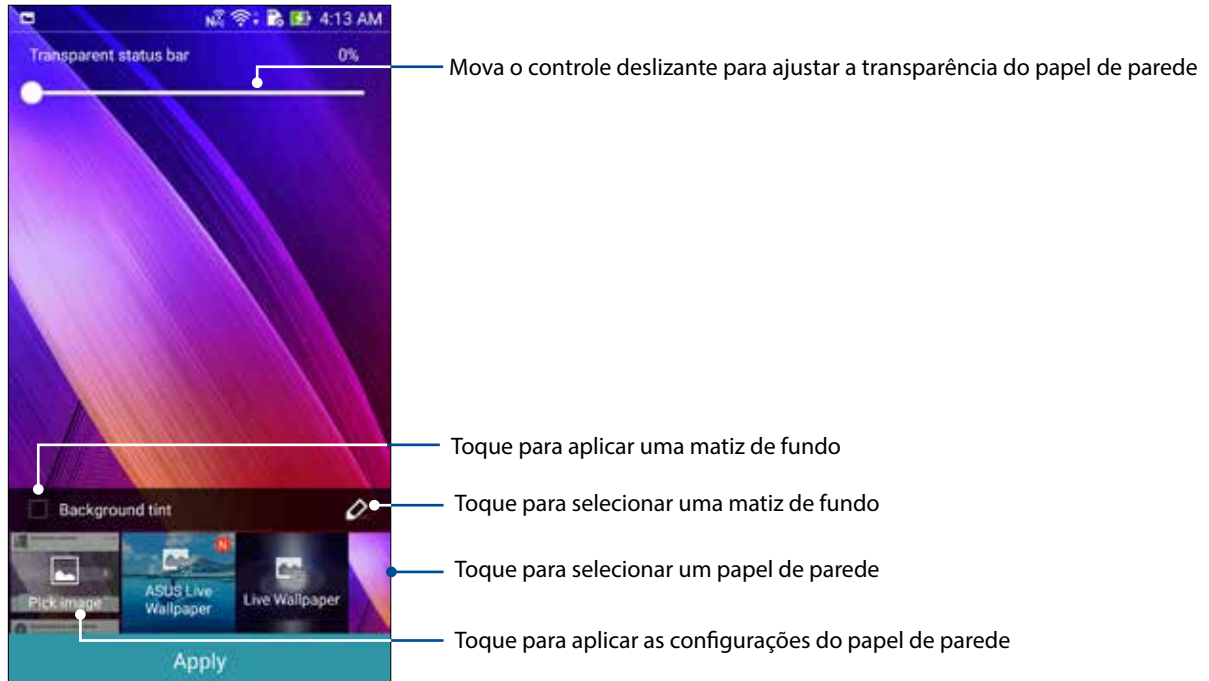 4:13 AM
Transparent status bar 0%
Mova o controle deslizante para ajustar a transparência do papel de parede
Toque para aplicar uma matiz de fundo
Background tint
Toque para selecionar uma matiz de fundo
Pick image
ASUS Live
Wallpaper
N
Live Wallpaper
Toque para selecionar um papel de parede
Toque para aplicar as configurações do papel de parede
Apply